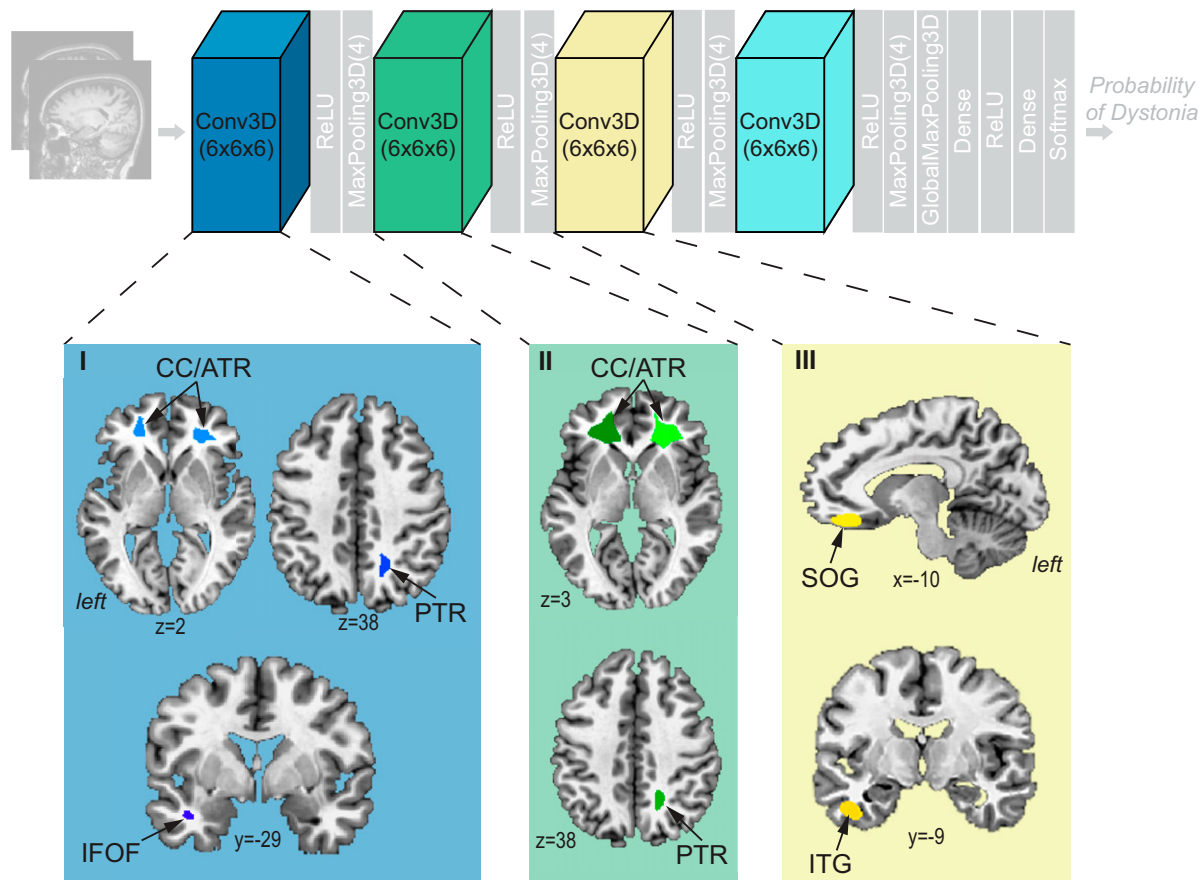 Conv3D
(6x6x6)
ReLU
MaxPooling3D(4)
Conv3D
(6x6x6)
ReLU
MaxPooling3D(4)
Conv3D
(6x6x6)
ReLU
MaxPooling3D(4)
Conv3D
(6x6x6)
ReLU
MaxPooling3D(4)
GlobalMaxPooling3D
Dense
ReLU
Dense
Softmax
Probability
of Dystonia
I
CC/ATR
left
z=2
z=38
PTR
IFOF
y=-29
II
CC/ATR
z=3
z=38
PTR
III
SOG
x=-10
left
ITG
y=-9